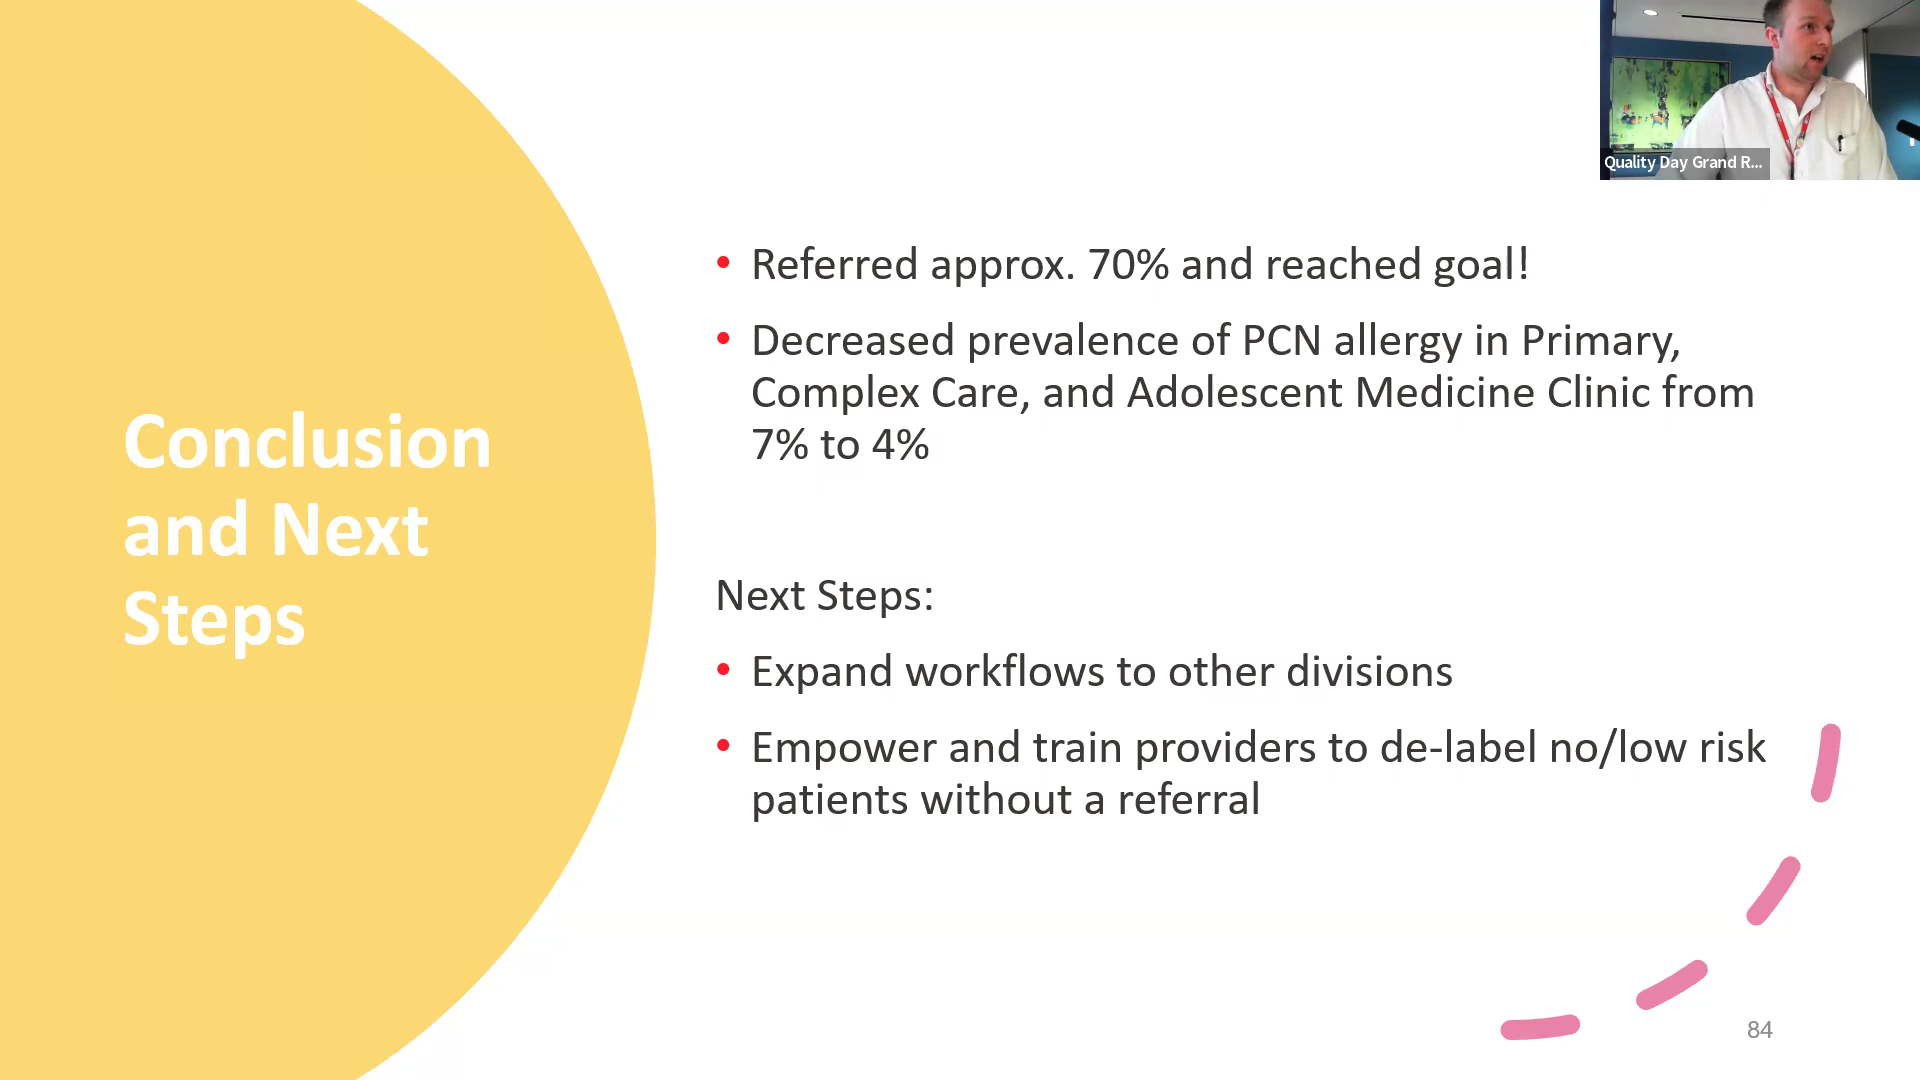 Quality Day Grand R...
Conclusion
and Next
Steps
• Referred approx. 70% and reached goal!
• Decreased prevalence of PCN allergy in Primary,
Complex Care, and Adolescent Medicine Clinic from
7% to 4%
Next Steps:
• Expand workflows to other divisions
• Empower and train providers to de-label no/low risk
patients without a referral
84